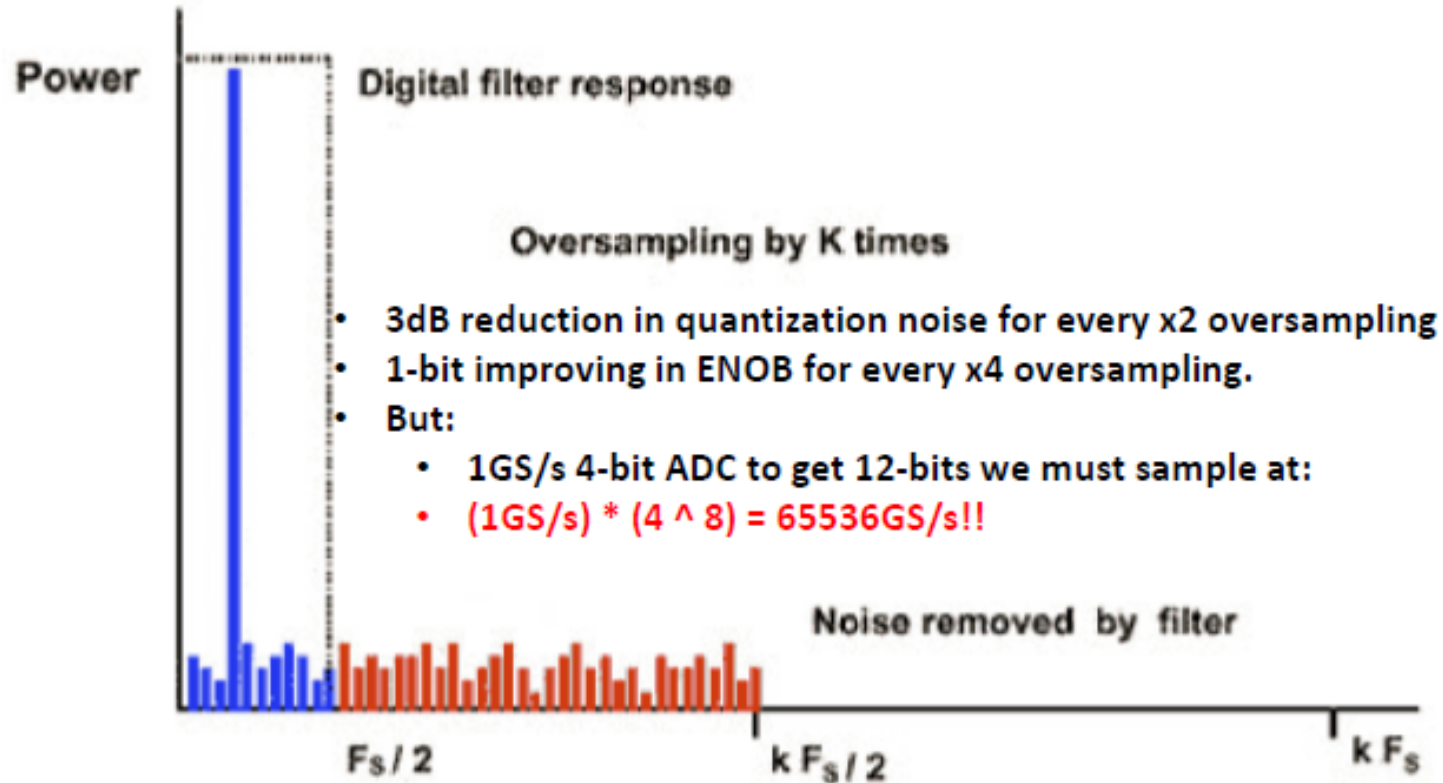 Power
Digital filter response
Oversampling by K times
• 3dB reduction in quantization noise for every x2 oversampling
• 1-bit improving in ENOB for every x4 oversampling.
• But:
• 1GS/s 4-bit ADC to get 12-bits we must sample at:
• (1GS/s) * (4 ^ 8) = 65536GS/s!!
Noise removed by filter
Fs / 2
k Fs / 2
k Fs